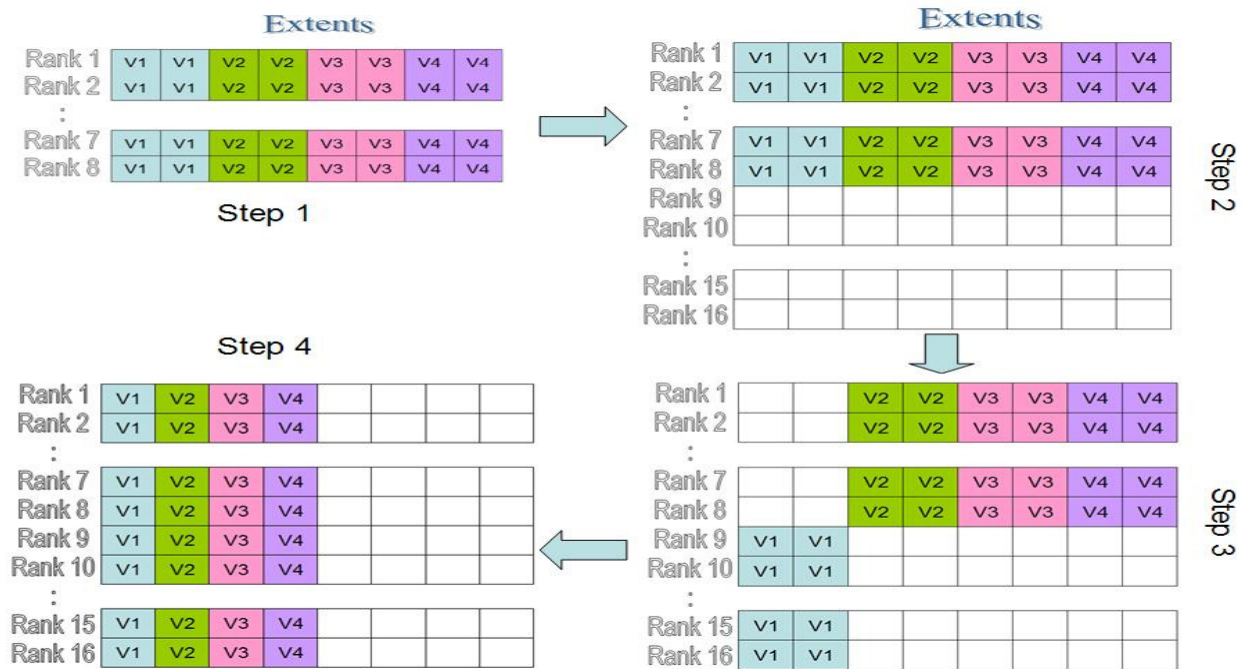 Extents
Rank 1 V1 V1 V2 V2 V3 V3 V4 V4
Rank 2 V1 V1 V2 V2 V3 V3 V4 V4
:
Rank 7 V1 V1 V2 V2 V3 V3 V4 V4
Rank 8 V1 V1 V2 V2 V3 V3 V4 V4
Step 1
Extents
Rank 1 V1 V1 V2 V2 V3 V3 V4 V4
Rank 2 V1 V1 V2 V2 V3 V3 V4 V4
:
Rank 7 V1 V1 V2 V2 V3 V3 V4 V4
Rank 8 V1 V1 V2 V2 V3 V3 V4 V4
Rank 9
Rank 10
:
Rank 15
Rank 16
Step 2
Rank 1 V2 V2 V3 V3 V4 V4
Rank 2 V2 V2 V3 V3 V4 V4
:
Rank 7 V2 V2 V3 V3 V4 V4
Rank 8 V2 V2 V3 V3 V4 V4
Rank 9 V1 V1
Rank 10 V1 V1
:
Rank 15 V1 V1
Rank 16 V1 V1
Step 3
Step 4
Rank 1 V1 V2 V3 V4
Rank 2 V1 V2 V3 V4
:
Rank 7 V1 V2 V3 V4
Rank 8 V1 V2 V3 V4
Rank 9 V1 V2 V3 V4
Rank 10 V1 V2 V3 V4
:
Rank 15 V1 V2 V3 V4
Rank 16 V1 V2 V3 V4